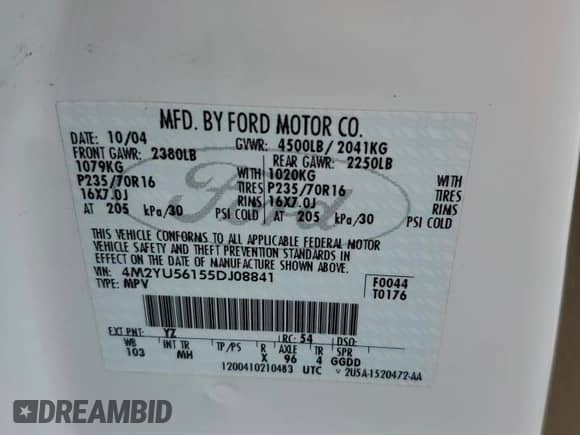 MFD. BY FORD MOTOR CO.
DATE: 10/04 GVWR: 4500LB/ 2041KG
FRONT GAWR: 2380LB REAR GAWR: 2250LB
1079KG WITH 1020KG WITH
P235/70R16 TIRES P235/70R16 TIRES
16X7.0J RIMS 16X7.0J RIMS
AT 205 kPa/30 PSI COLD AT 205 kPa/30 PSI COLD
Ford
THIS VEHICLE CONFORMS TO ALL APPLICABLE FEDERAL MOTOR
VEHICLE SAFETY AND THEFT PREVENTION STANDARDS IN
EFFECT ON THE DATE OF MANUFACTURE SHOWN ABOVE.
VIN: 4M2YU56155DJ08841 F0044
TYPE: MPV T0176
EXT PNT: YZ RC: 54 DSO:
WB INT TR TP/PS R AXLE TR SPR
103 MH X 96 4 GGDD
1200410210483 UTC V 2U5A-1520472-AA
DREAMBID